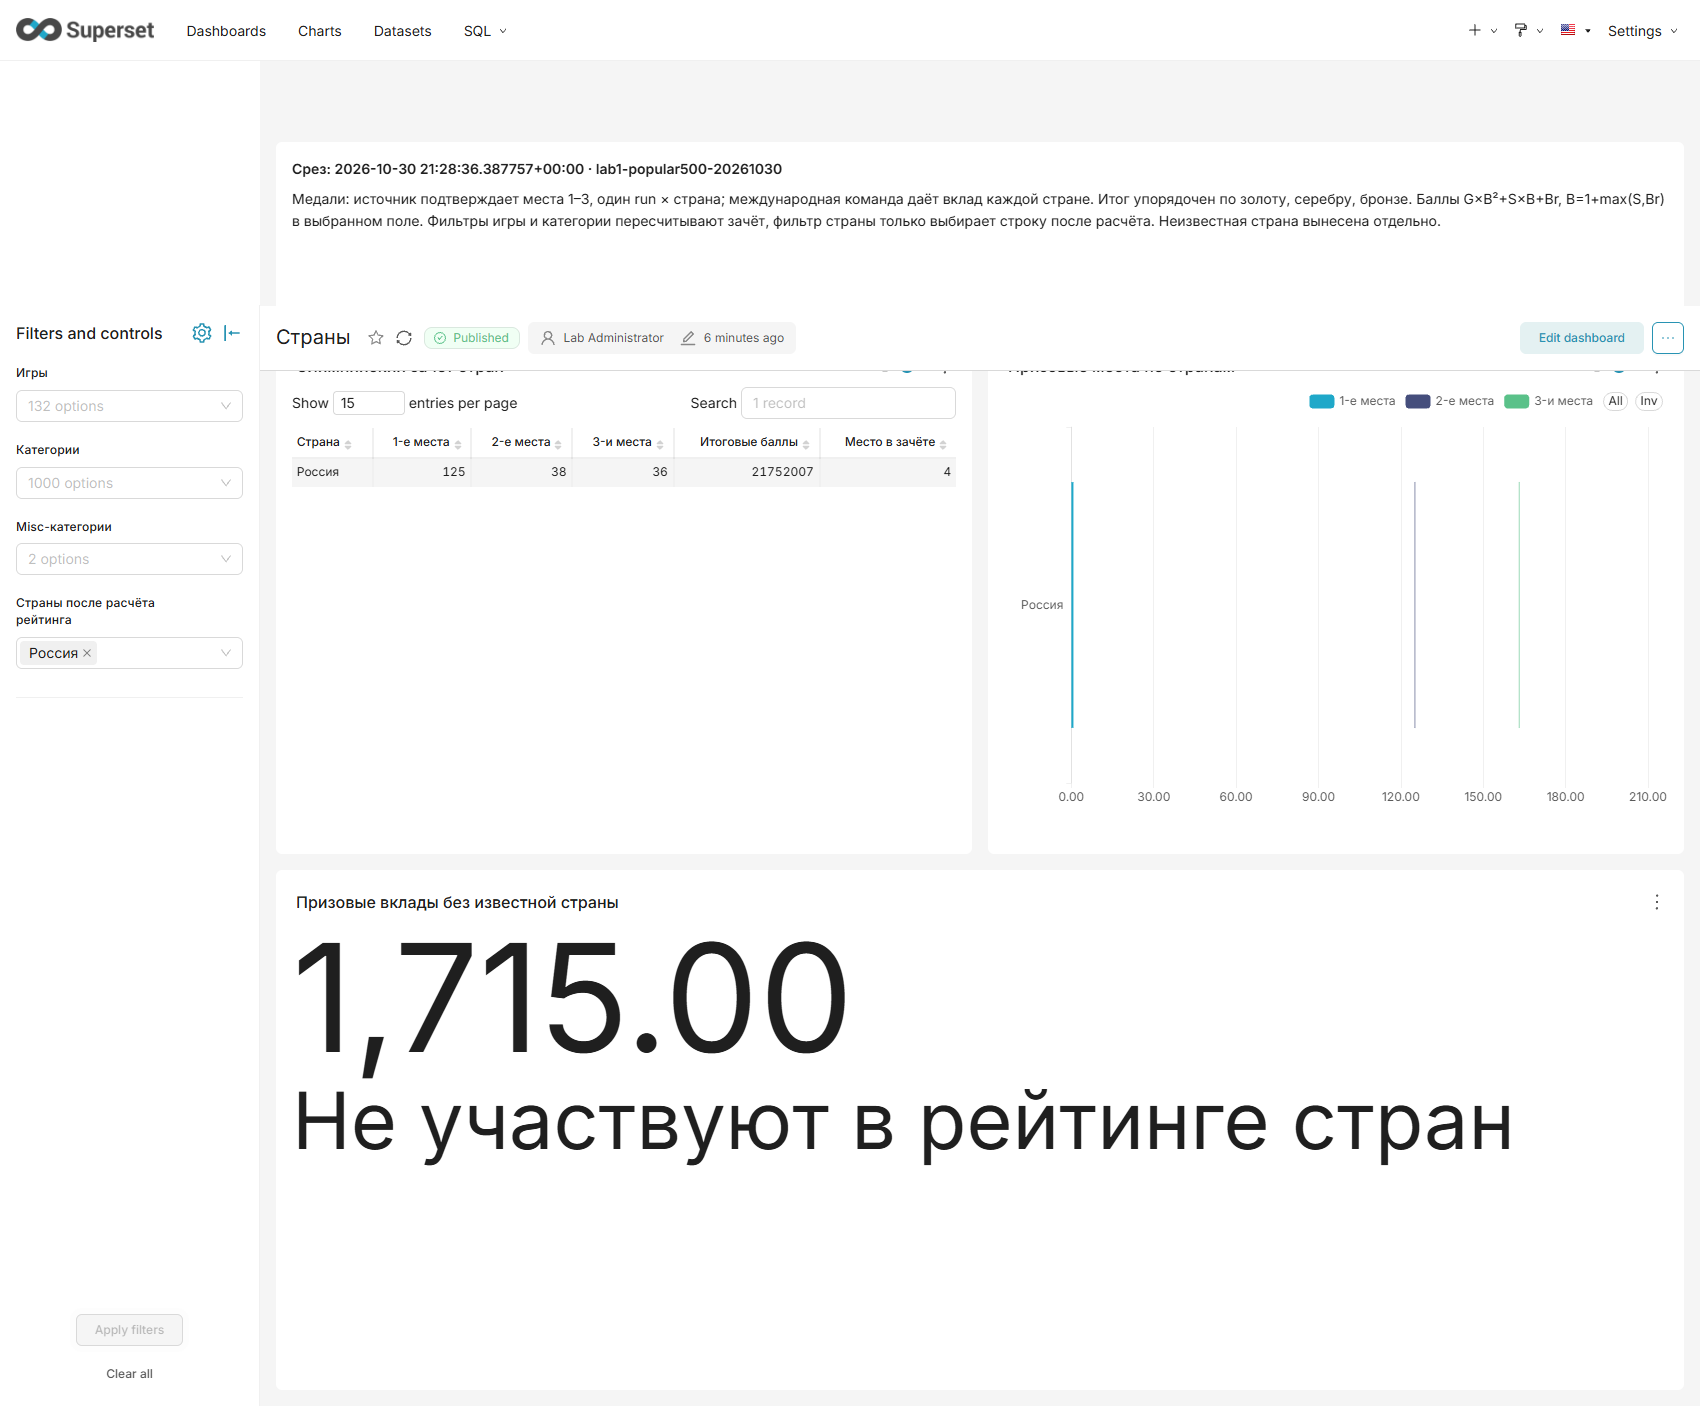 Superset
Dashboards
Charts
Datasets
SQL
Settings
Срез: 2026-10-30 21:28:36.387757+00:00 · lab1-popular500-20261030
Медали: источник подтверждает места 1–3, один run × страна; международная команда даёт вклад каждой стране. Итог упорядочен по золоту, серебру, бронзе. Баллы G×B²+S×B+Br, B=1+max(S,Br)
в выбранном поле. Фильтры игры и категории пересчитывают зачёт, фильтр страны только выбирает строку после расчёта. Неизвестная страна вынесена отдельно.
Filters and controls
Игры
132 options
Категории
1000 options
Misc-категории
2 options
Страны после расчёта
рейтинга
Россия
Apply filters
Clear all
Страны
Published
Lab Administrator
6 minutes ago
Edit dashboard
Show 15 entries per page
Search 1 record
Страна 1-е места 2-е места 3-и места Итоговые баллы Место в зачёте
Россия 125 38 36 21752007 4
1-е места 2-е места 3-и места All Inv
Россия
0.00 30.00 60.00 90.00 120.00 150.00 180.00 210.00
Призовые вклады без известной страны
1,715.00
Не участвуют в рейтинге стран